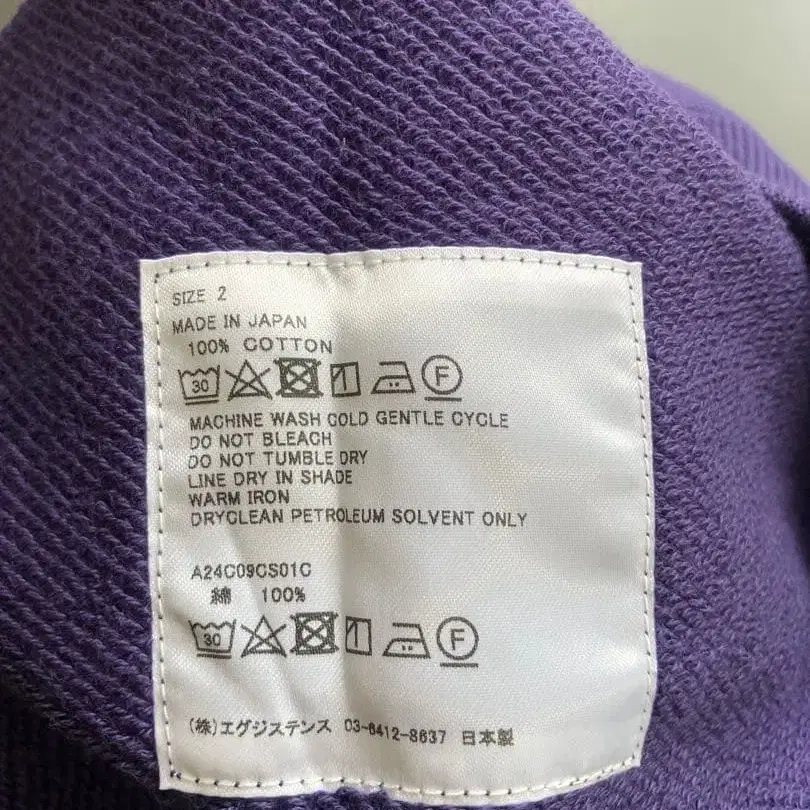 SIZE 2
MADE IN JAPAN
100% COTTON
30 F
MACHINE WASH COLD GENTLE CYCLE
DO NOT BLEACH
DO NOT TUMBLE DRY
LINE DRY IN SHADE
WARM IRON
DRYCLEAN PETROLEUM SOLVENT ONLY
A24C09CS01C
綿 100%
30 F
(株)エグジステンス 03-6412-8637 日本製